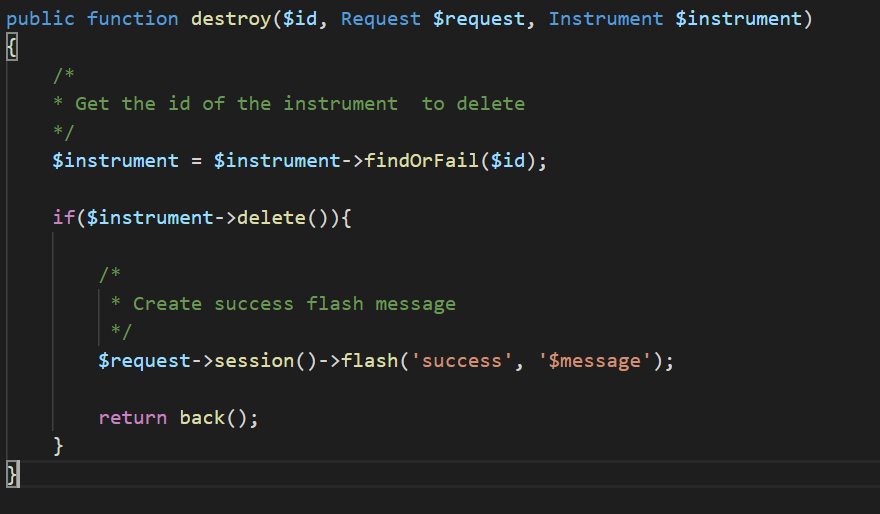 public function destroy($id, Request $request, Instrument $instrument)
{
/*
* Get the id of the instrument  to delete
*/
$instrument = $instrument->findOrFail($id);
if($instrument->delete()){
/*
* Create success flash message
*/
$request->session()->flash('success', '$message');
return back();
}
}